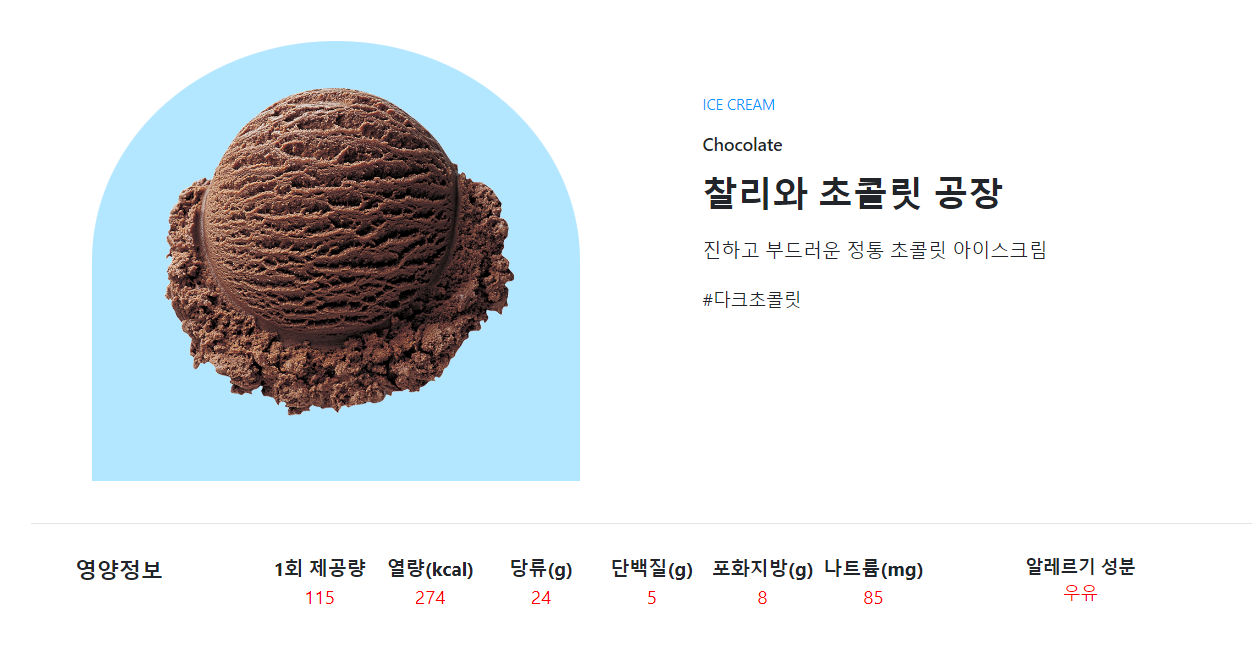 ICE CREAM
Chocolate
찰리와 초콜릿 공장
진하고 부드러운 정통 초콜릿 아이스크림
#다크초콜릿
영양정보 1회 제공량 열량(kcal) 당류(g) 단백질(g) 포화지방(g) 나트륨(mg) 알레르기 성분
115 274 24 5 8 85 우유